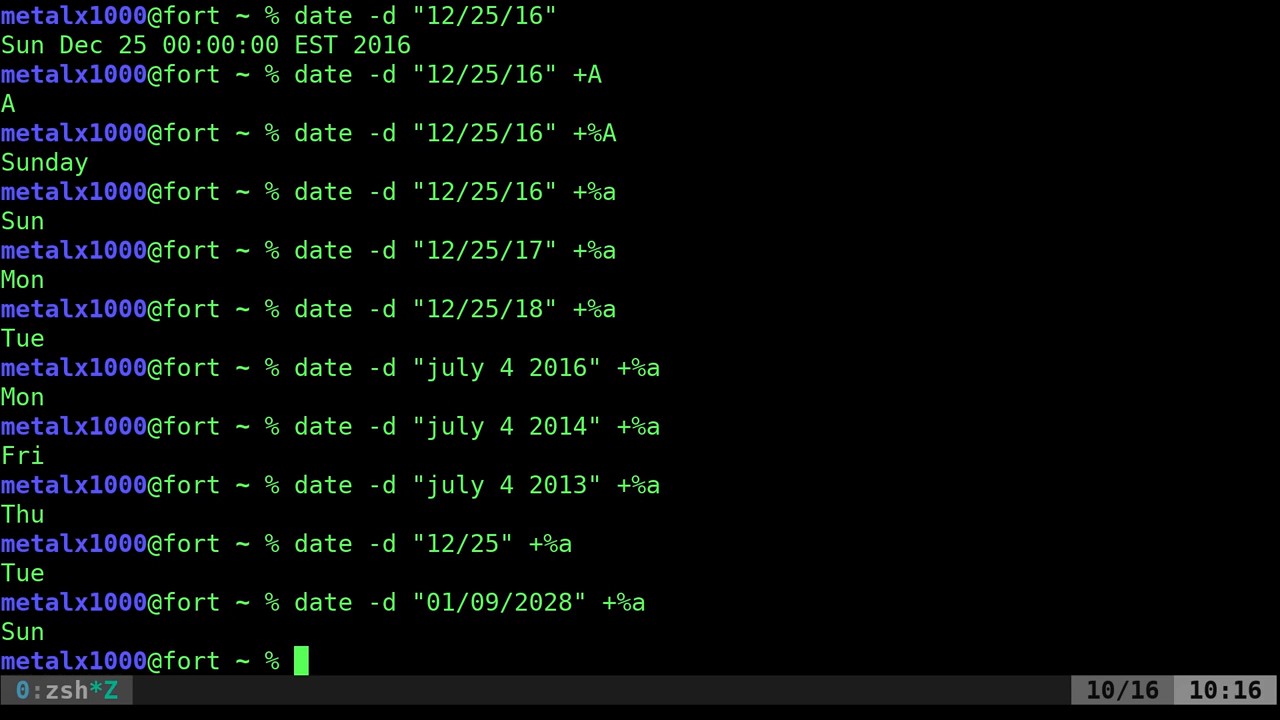 metalx1000@fort ~ % date -d "12/25/16"
Sun Dec 25 00:00:00 EST 2016
metalx1000@fort ~ % date -d "12/25/16" +A
A
metalx1000@fort ~ % date -d "12/25/16" +%A
Sunday
metalx1000@fort ~ % date -d "12/25/16" +%a
Sun
metalx1000@fort ~ % date -d "12/25/17" +%a
Mon
metalx1000@fort ~ % date -d "12/25/18" +%a
Tue
metalx1000@fort ~ % date -d "july 4 2016" +%a
Mon
metalx1000@fort ~ % date -d "july 4 2014" +%a
Fri
metalx1000@fort ~ % date -d "july 4 2013" +%a
Thu
metalx1000@fort ~ % date -d "12/25" +%a
Tue
metalx1000@fort ~ % date -d "01/09/2028" +%a
Sun
metalx1000@fort ~ %
0:zsh*Z 10/16 10:16